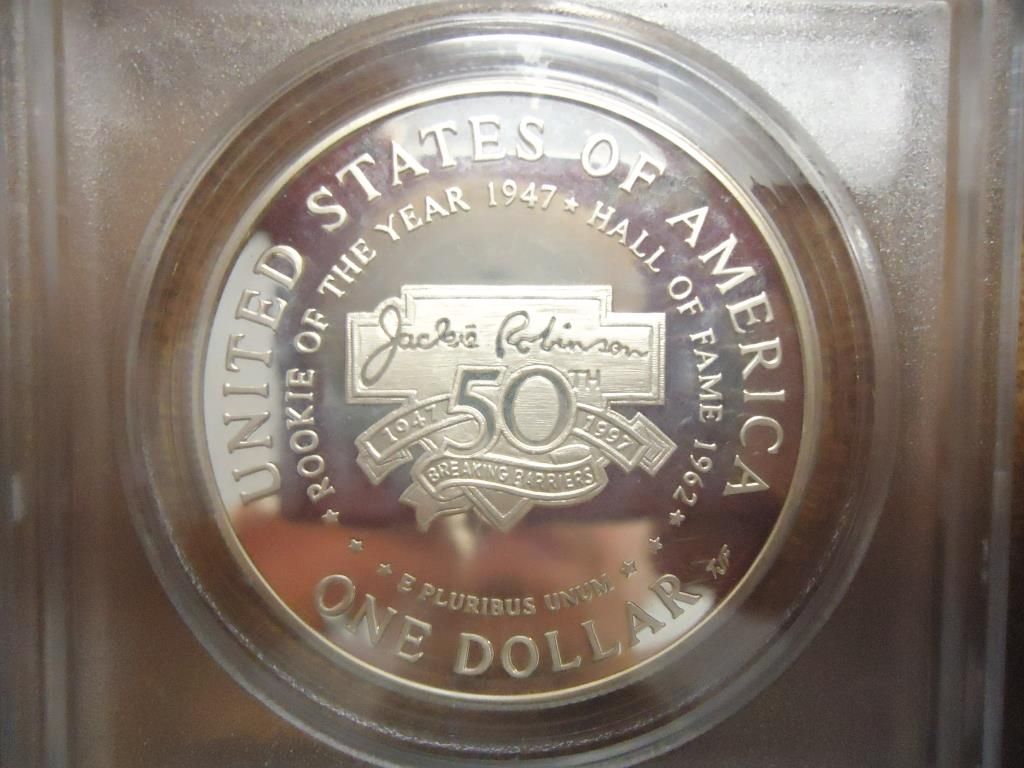 UNITED STATES OF AMERICA
ROOKIE OF THE YEAR 1947 ★ HALL OF FAME 1962
Jackie Robinson
50TH
1947 1997
BREAKING BARRIERS
E PLURIBUS UNUM
ONE DOLLAR